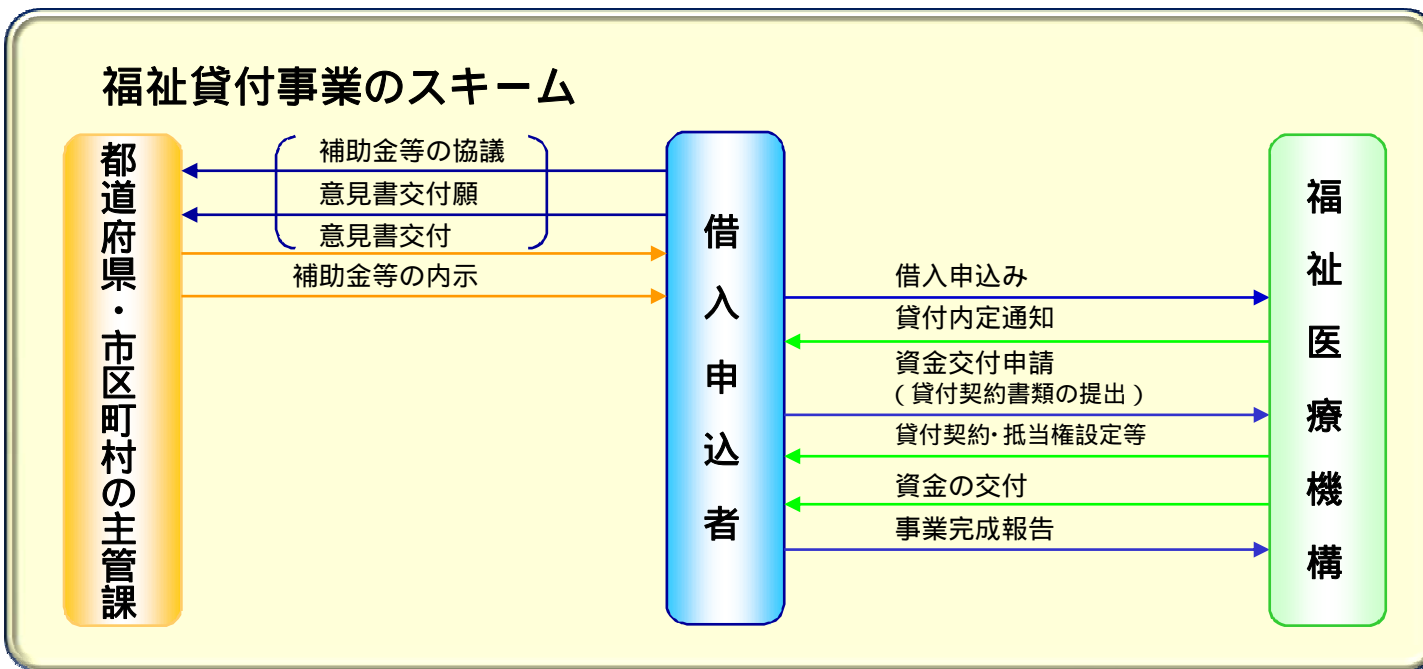 福祉貸付事業のスキーム
都道府県・市区町村の主管課
補助金等の協議
意見書交付願
意見書交付
補助金等の内示
借入申込者
借入申込み
貸付内定通知
資金交付申請
(貸付契約書類の提出)
貸付契約・抵当権設定等
資金の交付
事業完成報告
福祉医療機構